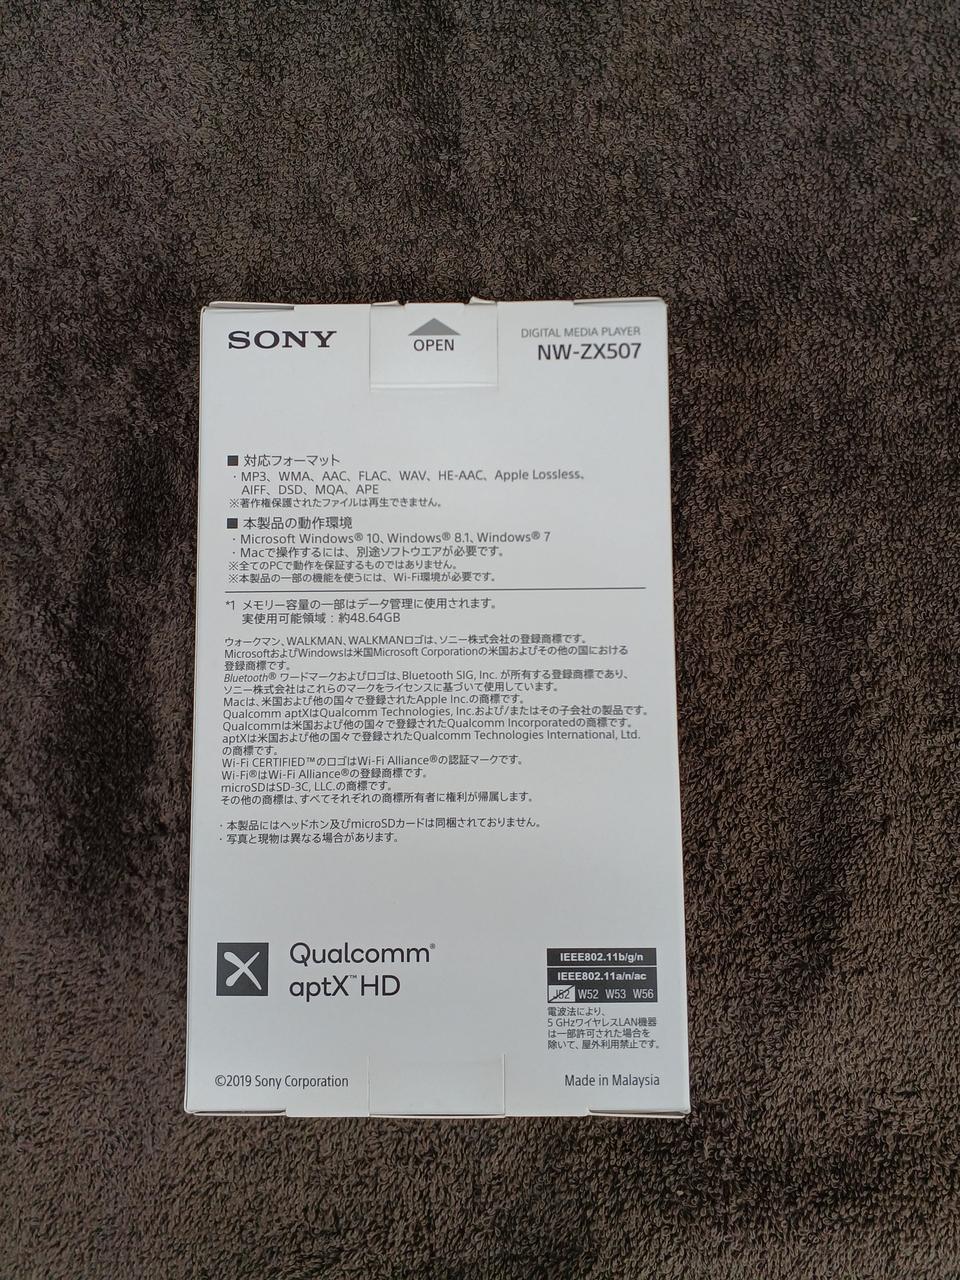 SONY
OPEN
DIGITAL MEDIA PLAYER
NW-ZX507
■ 対応フォーマット
・MP3、WMA、AAC、FLAC、WAV、HE-AAC、Apple Lossless、
AIFF、DSD、MQA、APE
※著作権保護されたファイルは再生できません。
■ 本製品の動作環境
・Microsoft Windows® 10、Windows® 8.1、Windows® 7
・Macで操作するには、別途ソフトウエアが必要です。
※全てのPCで動作を保証するものではありません。
※本製品の一部の機能を使うには、Wi-Fi環境が必要です。
*1 メモリー容量の一部はデータ管理に使用されます。
実使用可能領域：約48.64GB
ウォークマン、WALKMAN、WALKMANロゴは、ソニー株式会社の登録商標です。
MicrosoftおよびWindowsは米国Microsoft Corporationの米国およびその他の国における
登録商標です。
Bluetooth® ワードマークおよびロゴは、Bluetooth SIG, Inc. が所有する登録商標であり、
ソニー株式会社はこれらのマークをライセンスに基づいて使用しています。
Macは、米国および他の国々で登録されたApple Inc.の商標です。
Qualcomm aptXはQualcomm Technologies, Inc.および/またはその子会社の製品です。
Qualcommは米国および他の国々で登録されたQualcomm Incorporatedの商標です。
aptXは米国および他の国々で登録されたQualcomm Technologies International, Ltd.
の商標です。
Wi-Fi CERTIFIED™のロゴはWi-Fi Alliance®の認証マークです。
Wi-Fi®はWi-Fi Alliance®の登録商標です。
microSDはSD-3C, LLC.の商標です。
その他の商標は、すべてそれぞれの商標所有者に権利が帰属します。
・本製品にはヘッドホン及びmicroSDカードは同梱されておりません。
・写真と現物は異なる場合があります。
Qualcomm®
aptX™ HD
IEEE802.11b/g/n
IEEE802.11a/n/ac
J52 W52 W53 W56
電波法により、
5 GHzワイヤレスLAN機器
は一部許可された場合を
除いて、屋外利用禁止です。
©2019 Sony Corporation
Made in Malaysia